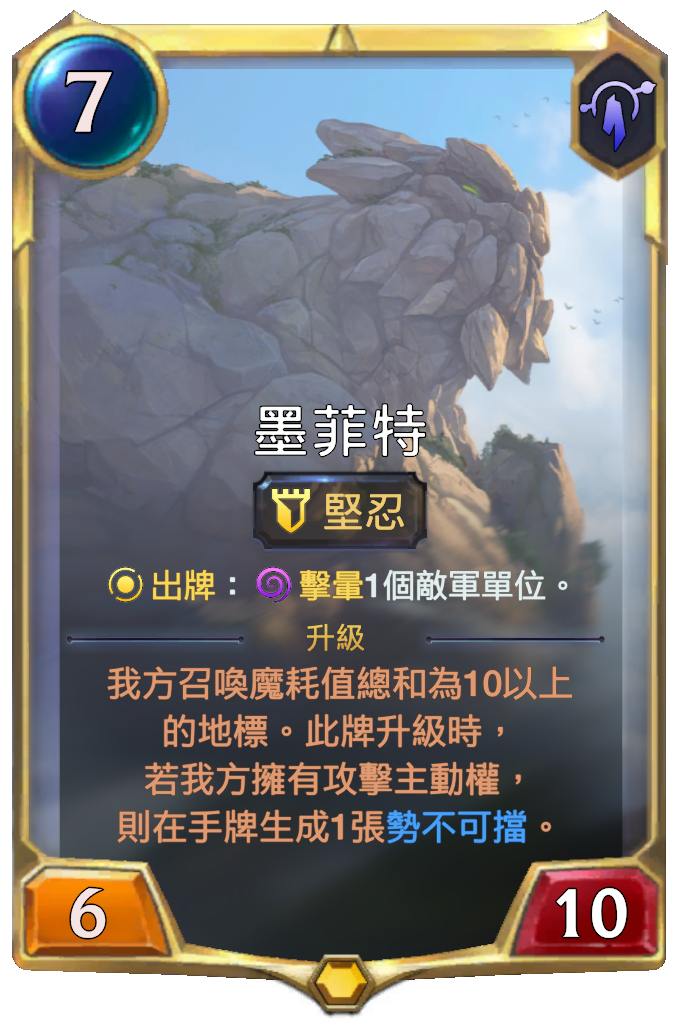 7
墨菲特
堅忍
出牌：擊暈1個敵軍單位。
升級
我方召喚魔耗值總和為10以上
的地標。此牌升級時，
若我方擁有攻擊主動權，
則在手牌生成1張勢不可擋。
6
10